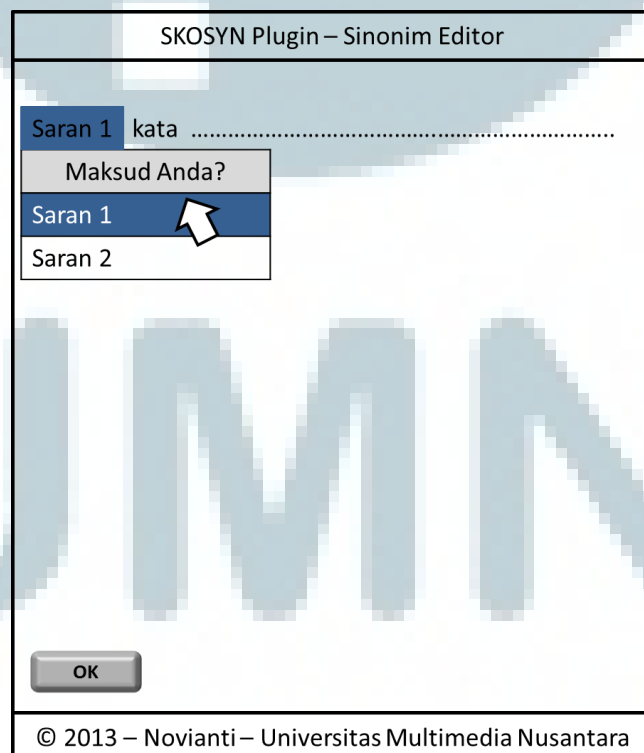 SKOSYN Plugin – Sinonim Editor
Saran 1 kata ......................................................................
Maksud Anda?
Saran 1
Saran 2
UMN
OK
© 2013 – Novianti – Universitas Multimedia Nusantara